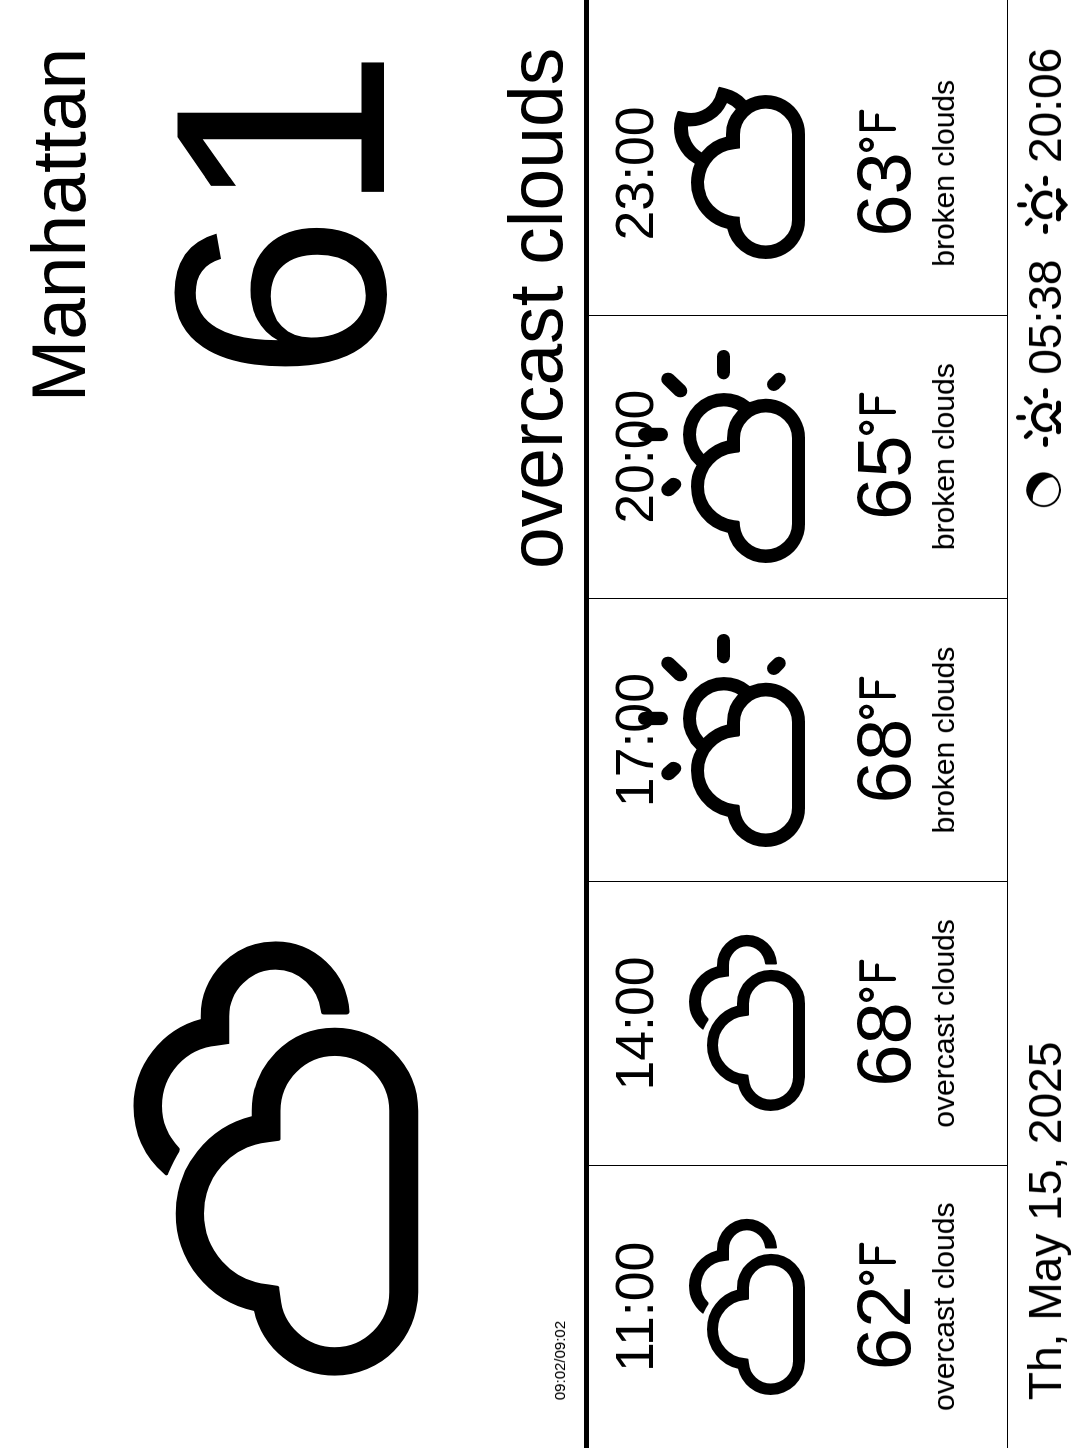 Manhattan
61
overcast clouds
09:02/09:02
11:00
62°F
overcast clouds
14:00
68°F
overcast clouds
17:00
68°F
broken clouds
20:00
65°F
broken clouds
23:00
63°F
broken clouds
Th, May 15, 2025
05:38 20:06